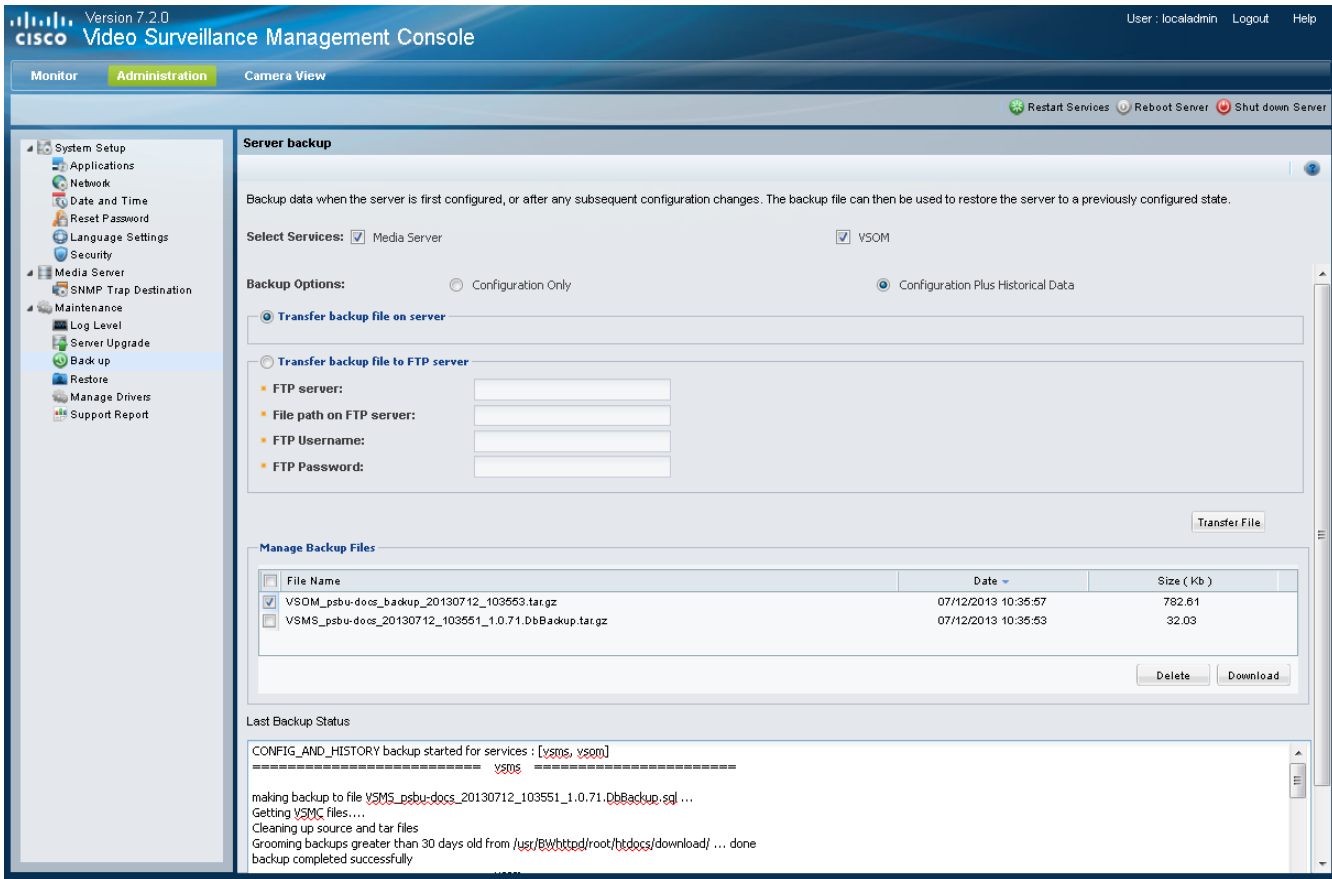 Version 7.2.0
cisco Video Surveillance Management Console
User : localadmin Logout Help
Monitor Administration Camera View
Restart Services Reboot Server Shut down Server
System Setup
Applications
Network
Date and Time
Reset Password
Language Settings
Security
Media Server
SNMP Trap Destination
Maintenance
Log Level
Server Upgrade
Back up
Restore
Manage Drivers
Support Report
Server backup
?
Backup data when the server is first configured, or after any subsequent configuration changes. The backup file can then be used to restore the server to a previously configured state.
Select Services: Media Server VSOM
Backup Options: Configuration Only Configuration Plus Historical Data
Transfer backup file on server
Transfer backup file to FTP server
FTP server:
File path on FTP server:
FTP Username:
FTP Password:
Transfer File
Manage Backup Files
File Name Date Size ( Kb )
VSOM_psbu-docs_backup_20130712_103553.tar.gz 07/12/2013 10:35:57 782.61
VSMS_psbu-docs_20130712_103551_1.0.71.DbBackup.tar.gz 07/12/2013 10:35:53 32.03
Delete Download
Last Backup Status
CONFIG_AND_HISTORY backup started for services : [vsms, vsom]
========================== vsms =======================
making backup to file VSMS_psbu-docs_20130712_103551_1.0.71.DbBackup.sql ...
Getting VSMC files....
Cleaning up source and tar files
Grooming backups greater than 30 days old from /usr/BWhttpd/root/htdocs/download/ ... done
backup completed successfully